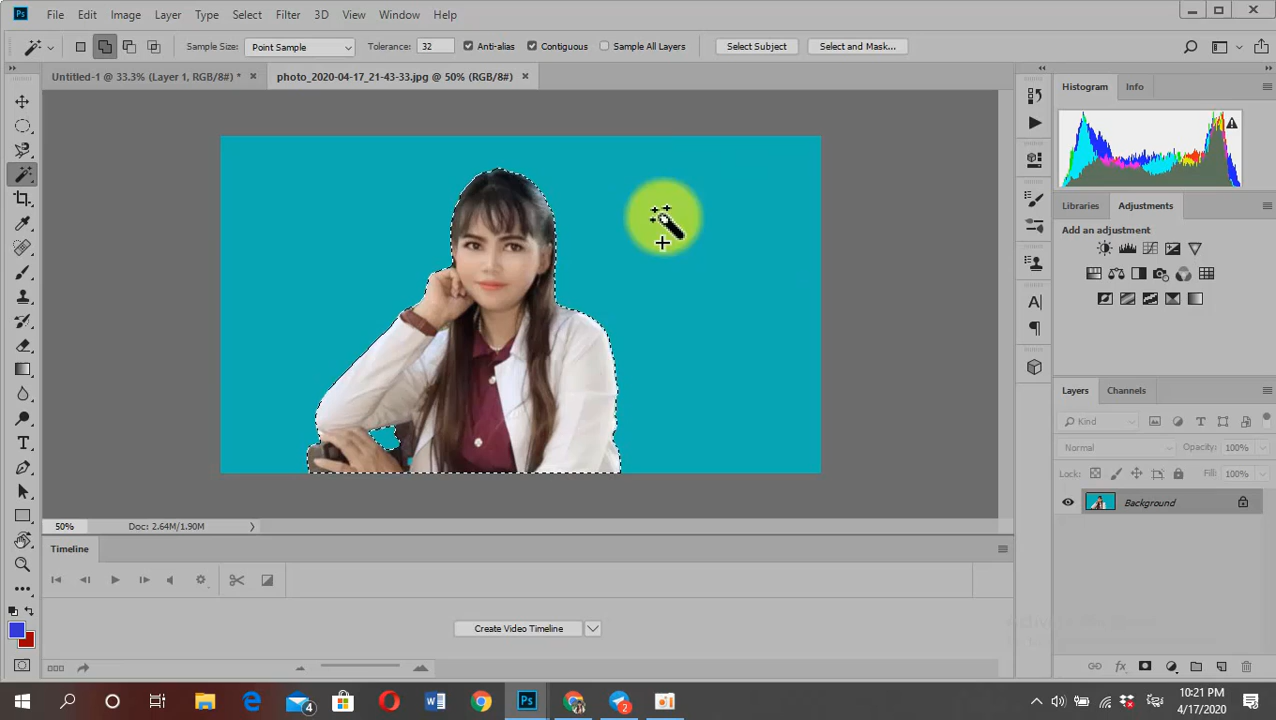 Ps File Edit Image Layer Type Select Filter 3D View Window Help
Sample Size: Point Sample Tolerance: 32 Anti-alias Contiguous Sample All Layers Select Subject Select and Mask...
Untitled-1 @ 33.3% (Layer 1, RGB/8#) * × photo_2020-04-17_21-43-33.jpg @ 50% (RGB/8#) ×
Histogram Info
Libraries Adjustments
Add an adjustment
Layers Channels
Kind
Normal Opacity: 100%
Lock: Fill: 100%
Background
50% Doc: 2.64M/1.90M
Timeline
Create Video Timeline
4 Ps 2 10:21 PM
4/17/2020